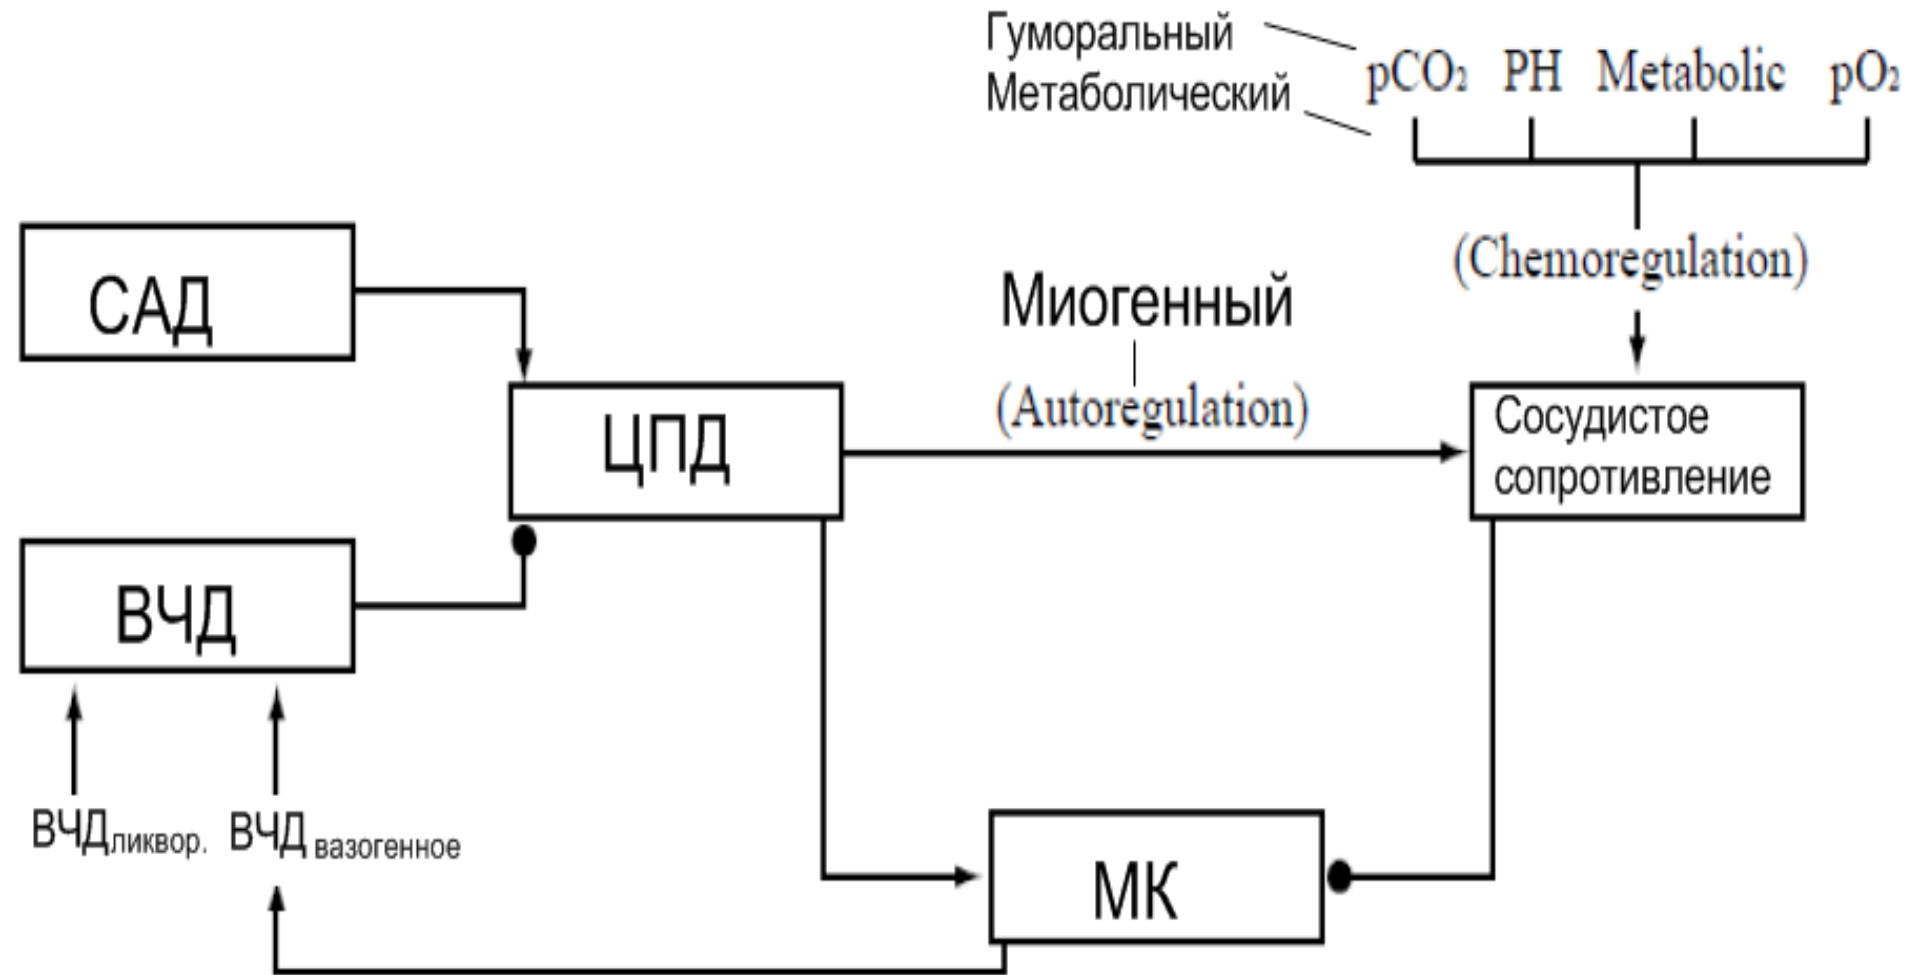 Гуморальный
Метаболический
pCO₂ PH Metabolic pO₂
(Chemoregulation)
САД
Миогенный
(Autoregulation)
ЦПД
Сосудистое
сопротивление
ВЧД
ВЧДликвор. ВЧД вазогенное
МК